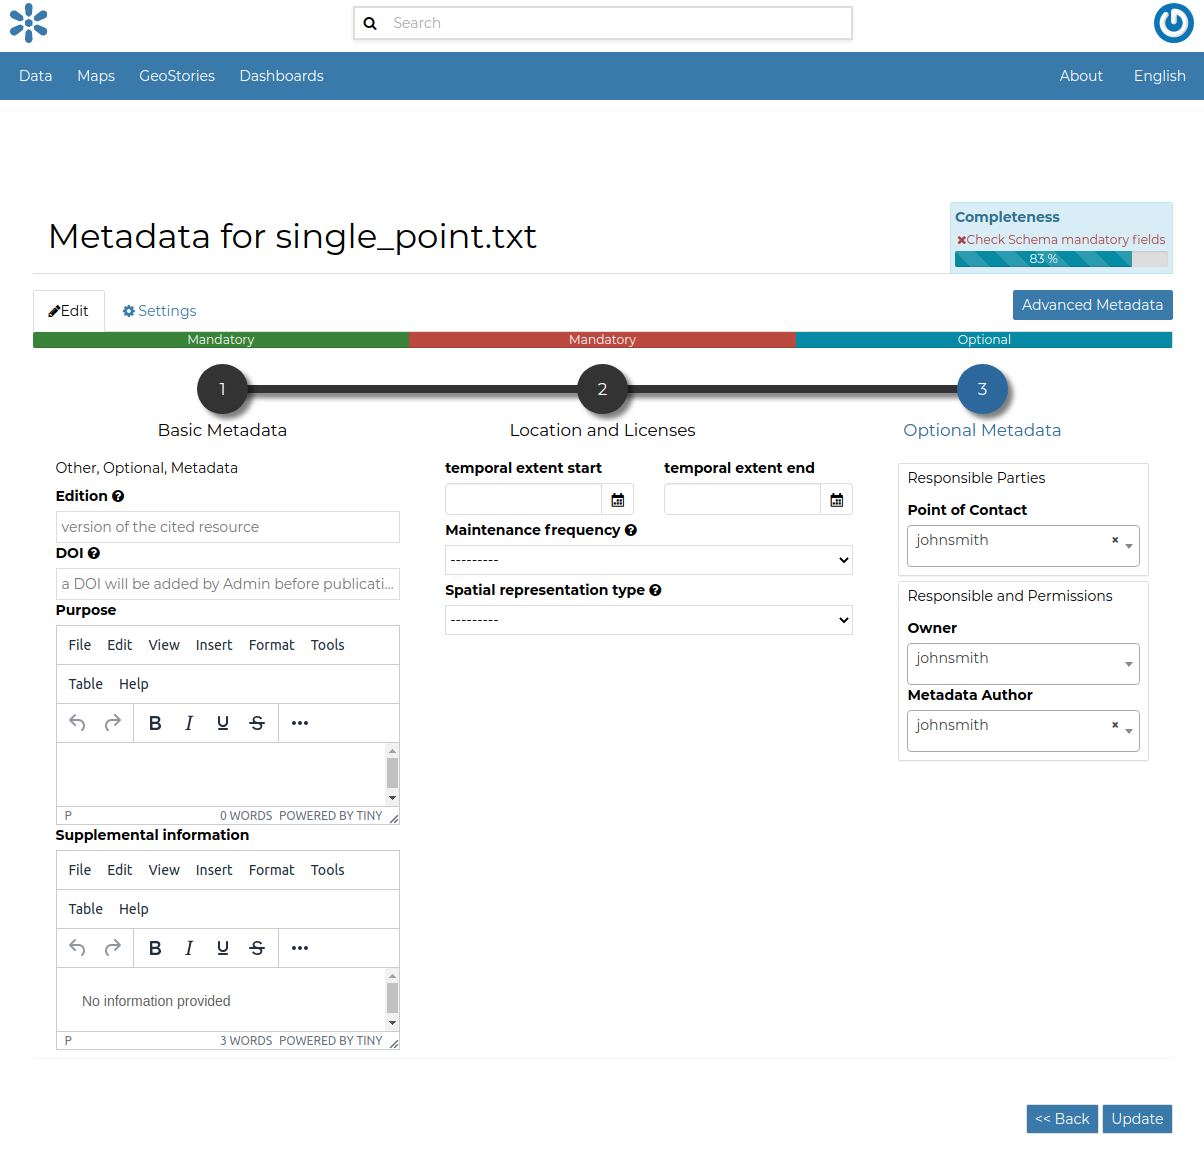 Search
Data Maps GeoStories Dashboards About English
Metadata for single_point.txt
Completeness
Check Schema mandatory fields
83 %
Edit Settings
Advanced Metadata
Mandatory Mandatory Optional
1 2 3
Basic Metadata Location and Licenses Optional Metadata
Other, Optional, Metadata
Edition
version of the cited resource
DOI
a DOI will be added by Admin before publicati...
Purpose
File Edit View Insert Format Tools
Table Help
B I U S ...
P 0 WORDS POWERED BY TINY
Supplemental information
File Edit View Insert Format Tools
Table Help
B I U S ...
No information provided
P 3 WORDS POWERED BY TINY
temporal extent start temporal extent end
Maintenance frequency
---------
Spatial representation type
---------
Responsible Parties
Point of Contact
johnsmith ×
Responsible and Permissions
Owner
johnsmith
Metadata Author
johnsmith ×
<< Back Update